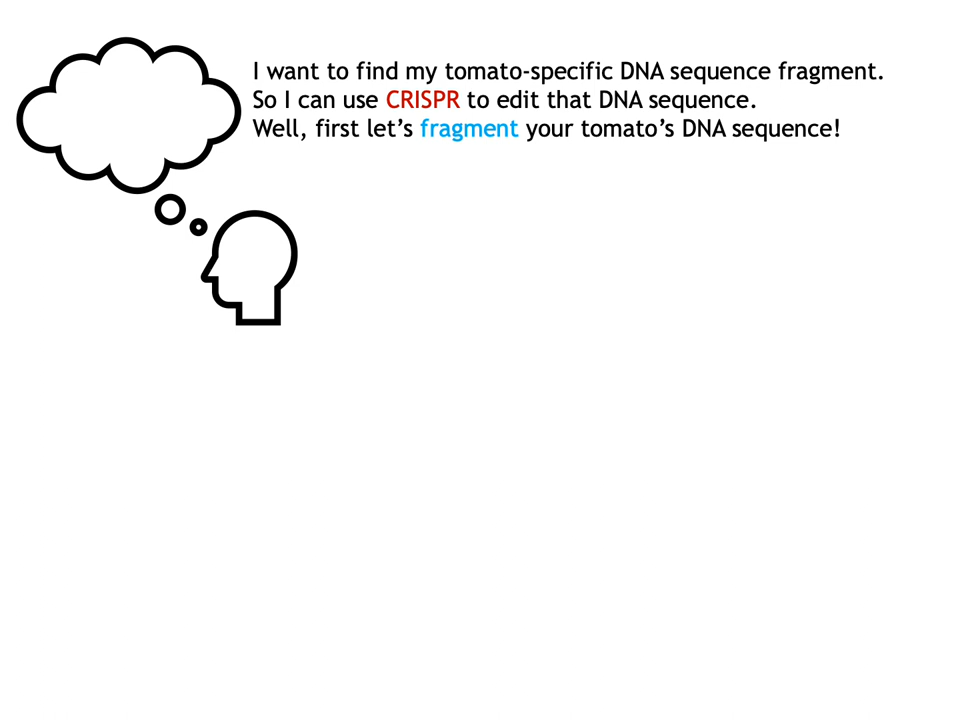 I want to find my tomato-specific DNA sequence fragment.
So I can use CRISPR to edit that DNA sequence.
Well, first let’s fragment your tomato’s DNA sequence!